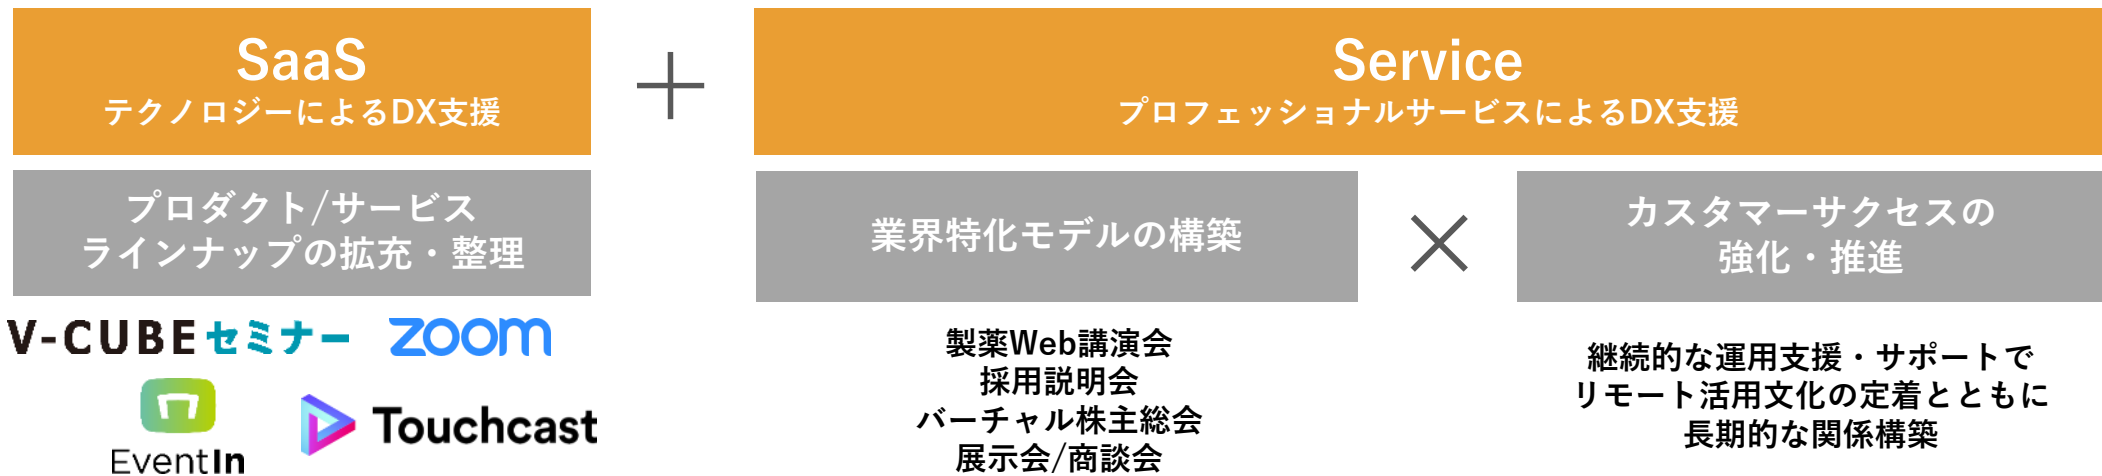 SaaS
テクノロジーによるDX支援
プロダクト/サービス
ラインナップの拡充・整理
V-CUBE セミナー
zoom
EventIn
Touchcast
＋
Service
プロフェッショナルサービスによるDX支援
業界特化モデルの構築
製薬Web講演会
採用説明会
バーチャル株主総会
展示会/商談会
×
カスタマーサクセスの
強化・推進
継続的な運用支援・サポートで
リモート活用文化の定着とともに
長期的な関係構築